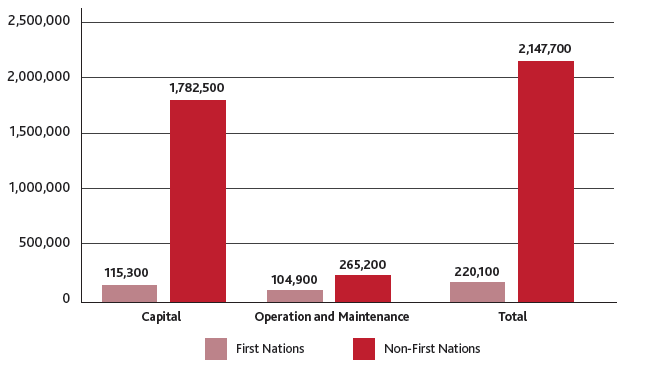 2,500,000
2,147,700
2,000,000
1,782,500
1,500,000
1,000,000
500,000
115,300
104,900
265,200
220,100
0
Capital
Operation and Maintenance
Total
First Nations
Non-First Nations